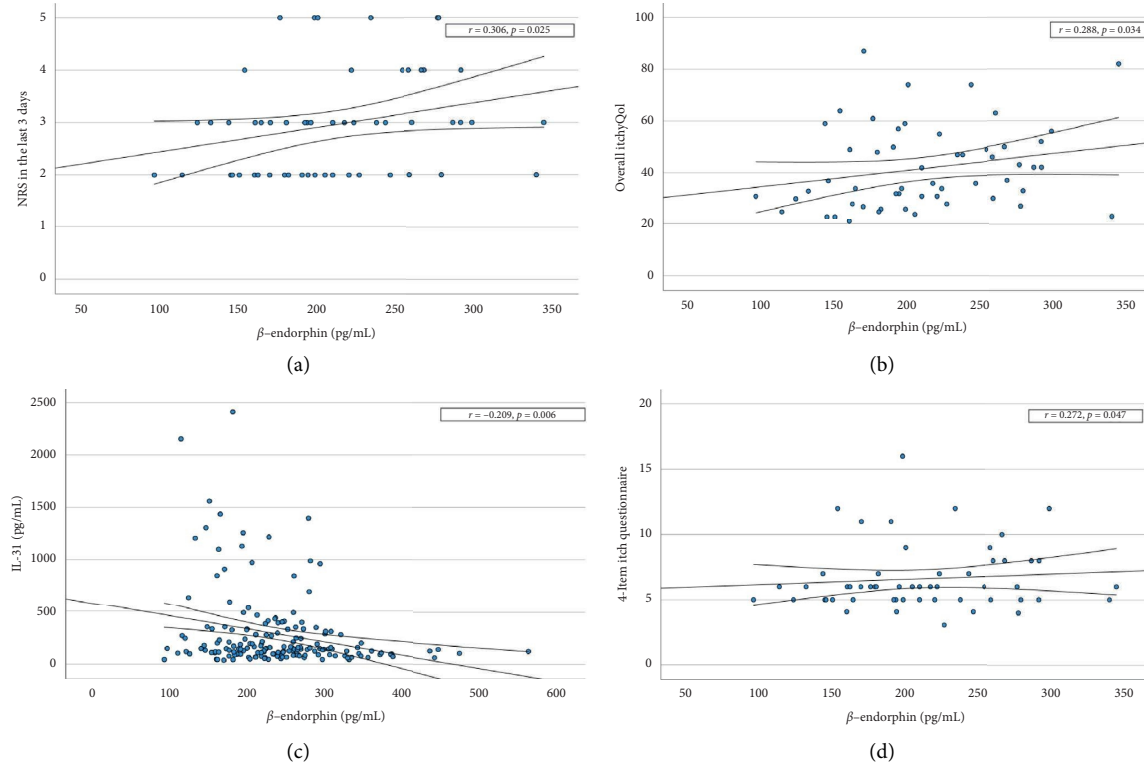 5
4
3
2
1
0
NRS in the last 3 days
r = 0.306, p = 0.025
50 100 150 200 250 300 350
β–endorphin (pg/mL)
(a)
100
80
60
40
20
0
Overall itchyQol
r = 0.288, p = 0.034
50 100 150 200 250 300 350
β–endorphin (pg/mL)
(b)
2500
2000
1500
1000
500
0
IL-31 (pg/mL)
r = −0.209, p = 0.006
0 100 200 300 400 500 600
β–endorphin (pg/mL)
(c)
20
15
10
5
0
4-Item itch questionnaire
r = 0.272, p = 0.047
50 100 150 200 250 300 350
β–endorphin (pg/mL)
(d)